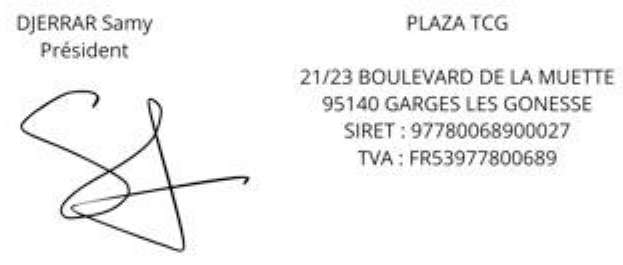 DJERRAR Samy
Président
PLAZA TCG
21/23 BOULEVARD DE LA MUETTE
95140 GARGES LES GONESSE
SIRET : 97780068900027
TVA : FR53977800689